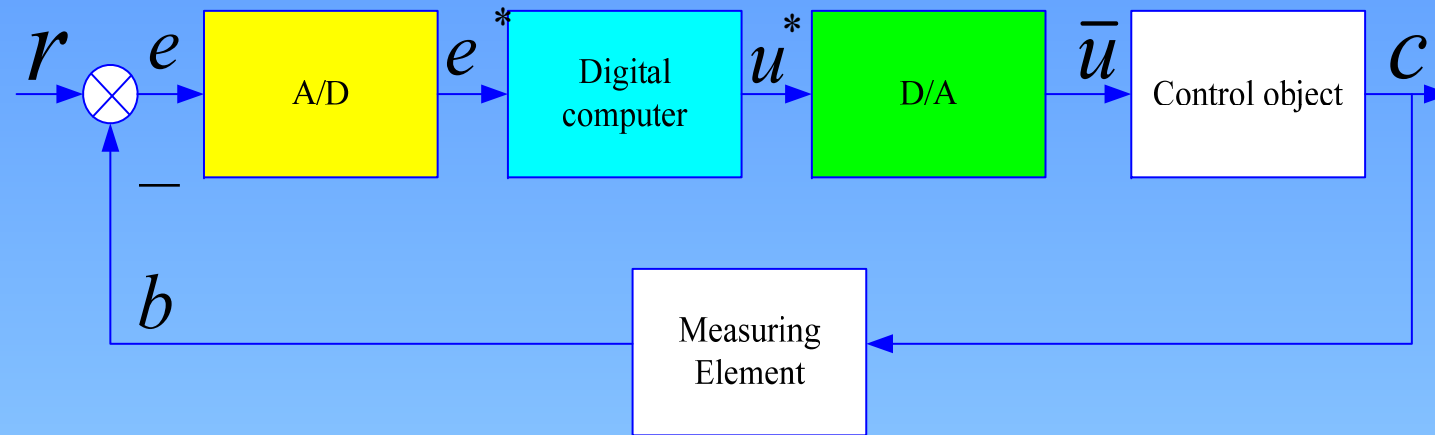 r
e
A/D
e*
Digital
computer
u*
D/A
ū
Control object
c
−
b
Measuring
Element